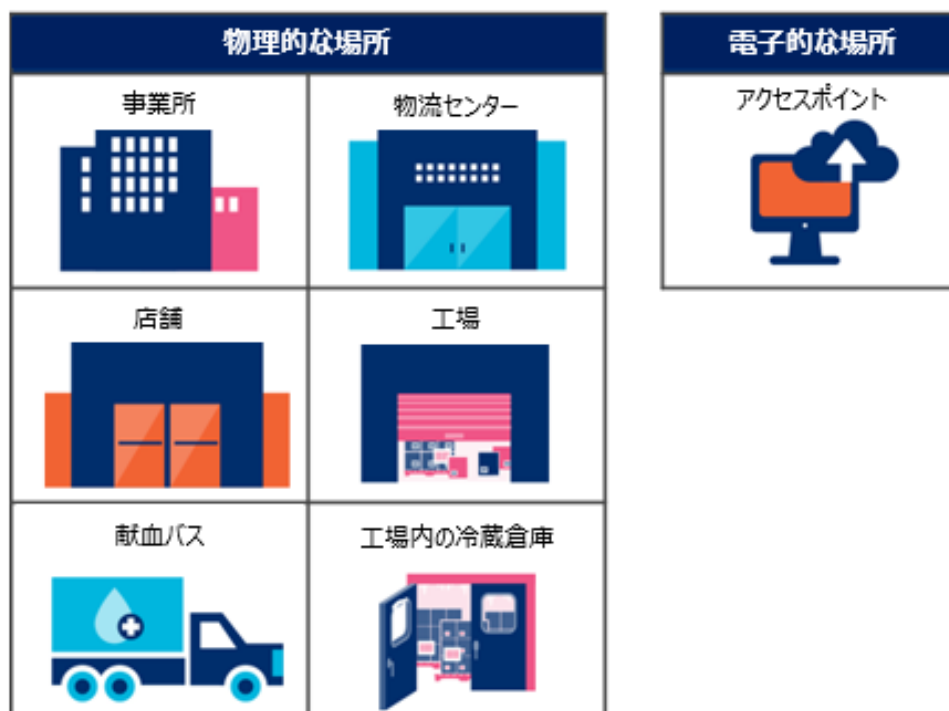 物理的な場所
電子的な場所
事業所
物流センター
アクセスポイント
店舗
工場
献血バス
工場内の冷蔵倉庫